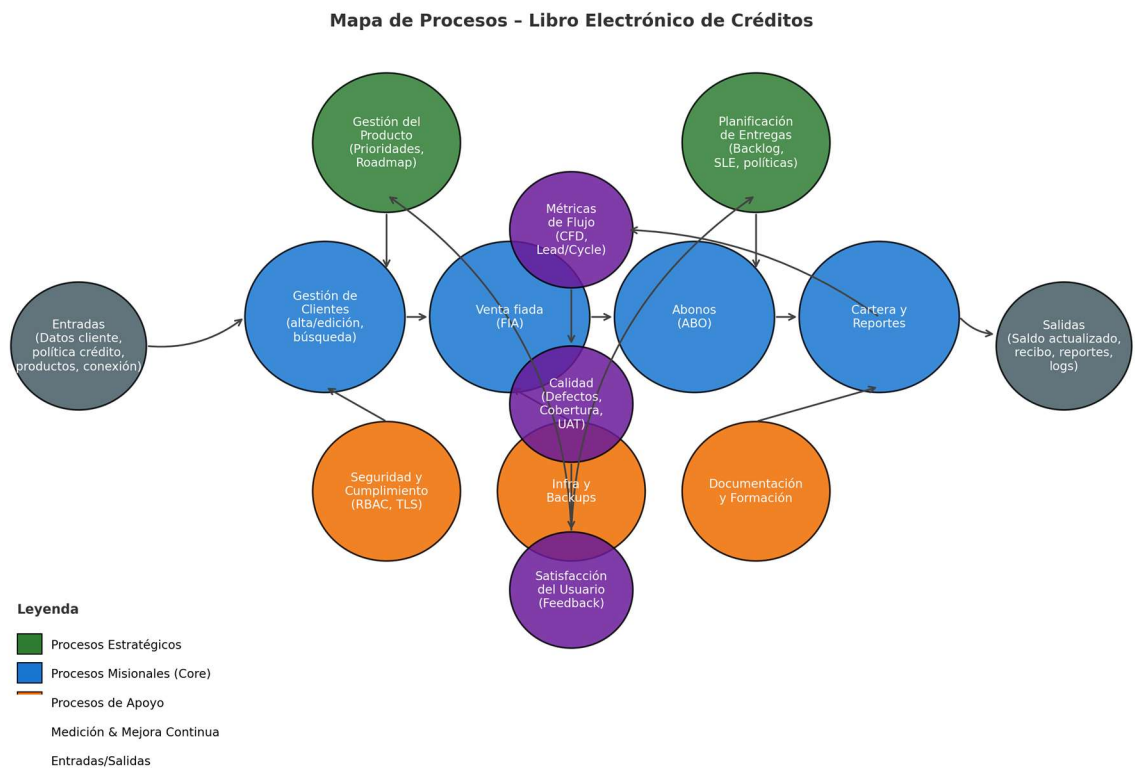 Mapa de Procesos – Libro Electrónico de Créditos
Gestión del
Producto
(Prioridades,
Roadmap)
Planificación
de Entregas
(Backlog,
SLE, políticas)
Métricas
de Flujo
(CFD,
Lead/Cycle)
Entradas
(Datos cliente,
política crédito,
productos, conexión)
Gestión de
Clientes
(alta/edición,
búsqueda)
Venta fiada
(FIA)
Abonos
(ABO)
Cartera y
Reportes
Salidas
(Saldo actualizado,
recibo, reportes,
logs)
Calidad
(Defectos,
Cobertura,
UAT)
Seguridad y
Cumplimiento
(RBAC, TLS)
Infra y
Backups
Documentación
y Formación
Satisfacción
del Usuario
(Feedback)
Leyenda
Procesos Estratégicos
Procesos Misionales (Core)
Procesos de Apoyo
Medición & Mejora Continua
Entradas/Salidas